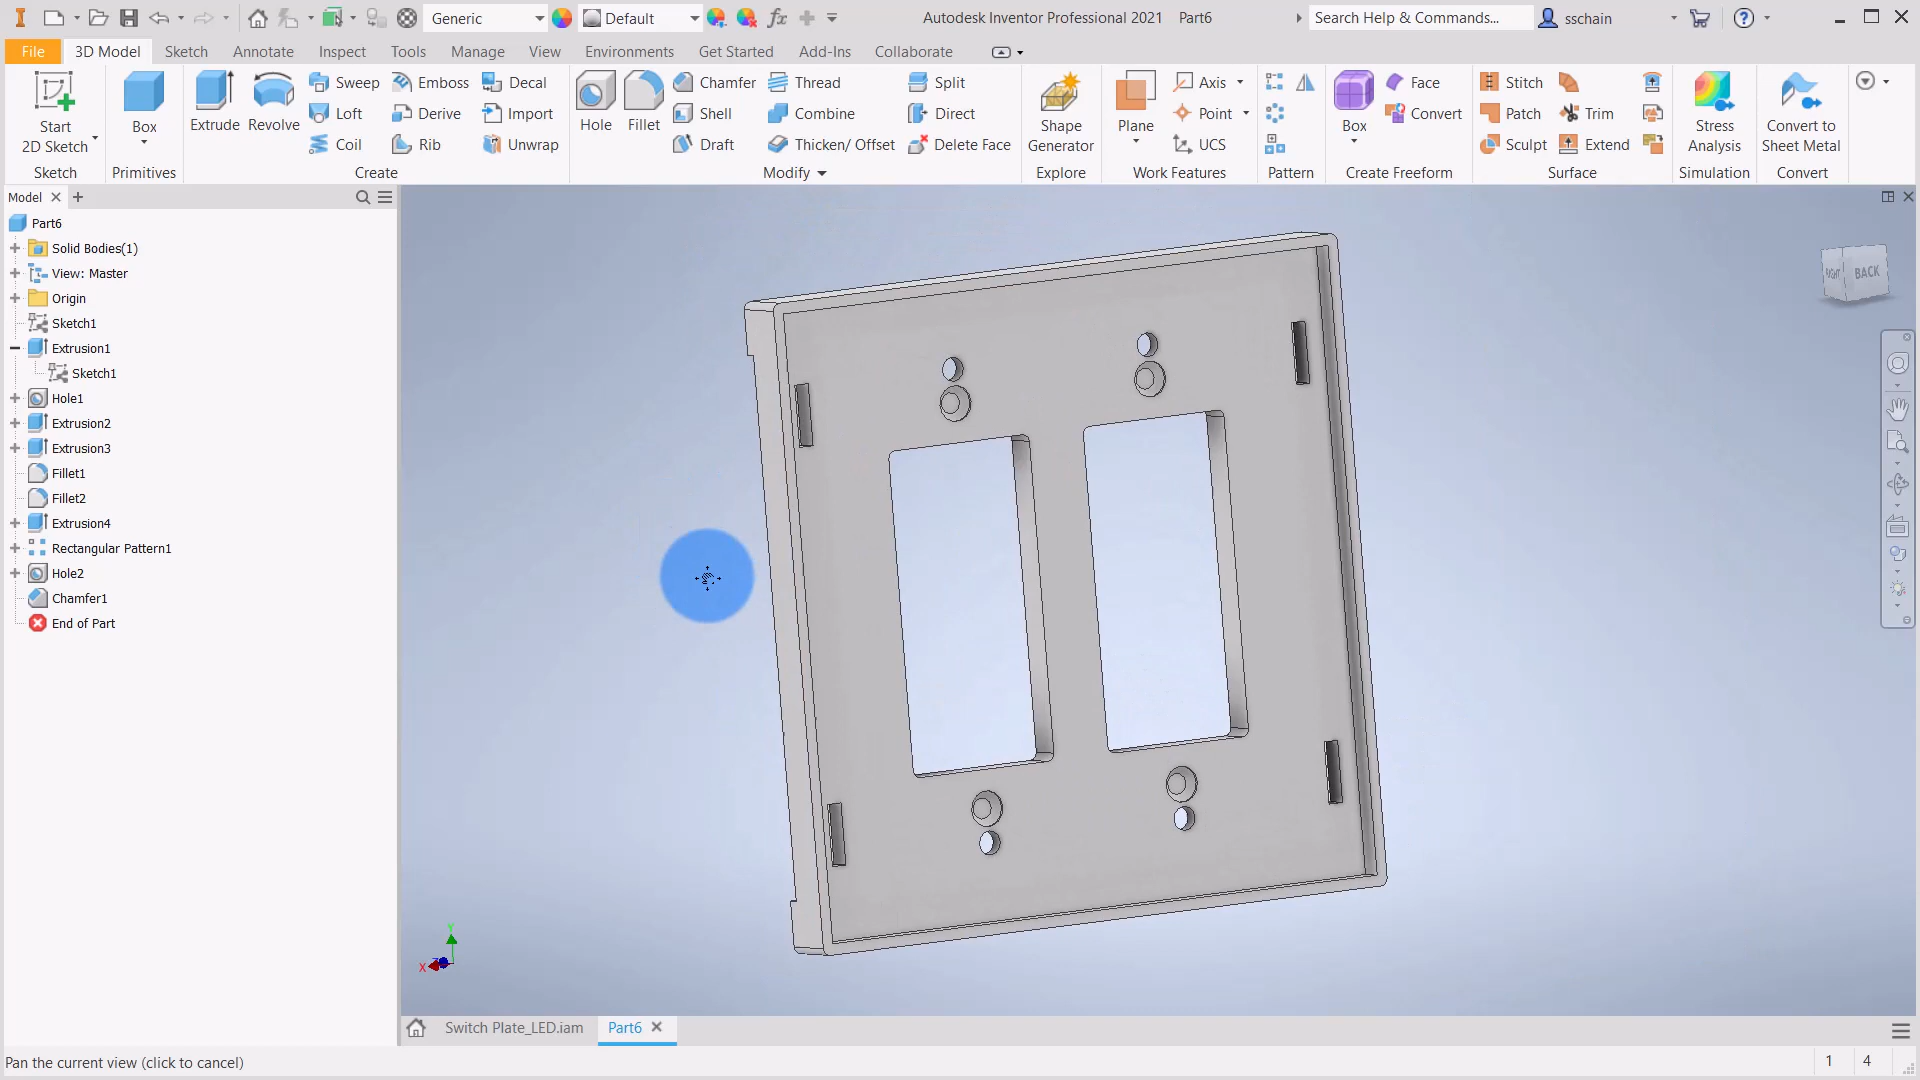 Generic
Default
fx
Autodesk Inventor Professional 2021 Part6
Search Help & Commands...
sschain
File
3D Model
Sketch
Annotate
Inspect
Tools
Manage
View
Environments
Get Started
Add-Ins
Collaborate
Start
2D Sketch
Box
Extrude
Revolve
Sweep
Loft
Coil
Emboss
Derive
Rib
Decal
Import
Unwrap
Hole
Fillet
Chamfer
Shell
Draft
Thread
Combine
Thicken/ Offset
Split
Direct
Delete Face
Shape
Generator
Plane
Axis
Point
UCS
Box
Face
Convert
Stitch
Patch
Sculpt
Trim
Extend
Stress
Analysis
Convert to
Sheet Metal
Sketch
Primitives
Create
Modify
Explore
Work Features
Pattern
Create Freeform
Surface
Simulation
Convert
Model
Part6
Solid Bodies(1)
View: Master
Origin
Sketch1
Extrusion1
Sketch1
Hole1
Extrusion2
Extrusion3
Fillet1
Fillet2
Extrusion4
Rectangular Pattern1
Hole2
Chamfer1
End of Part
RIGHT
BACK
Y
X
Switch Plate_LED.iam
Part6
Pan the current view (click to cancel)
1
4